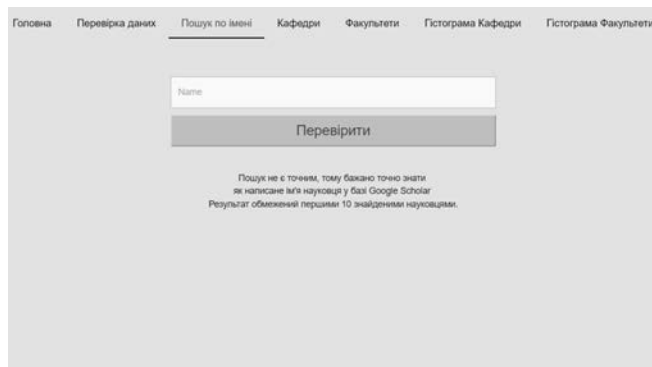 Головна Перевірка даних Пошук по імені Кафедри Факультети Гістограма Кафедри Гістограма Факультети
Name
Перевірити
Пошук не є точним, тому бажано точно знати
як написане ім'я науковця у базі Google Scholar
Результат обмежений першими 10 знайденими науковцями.